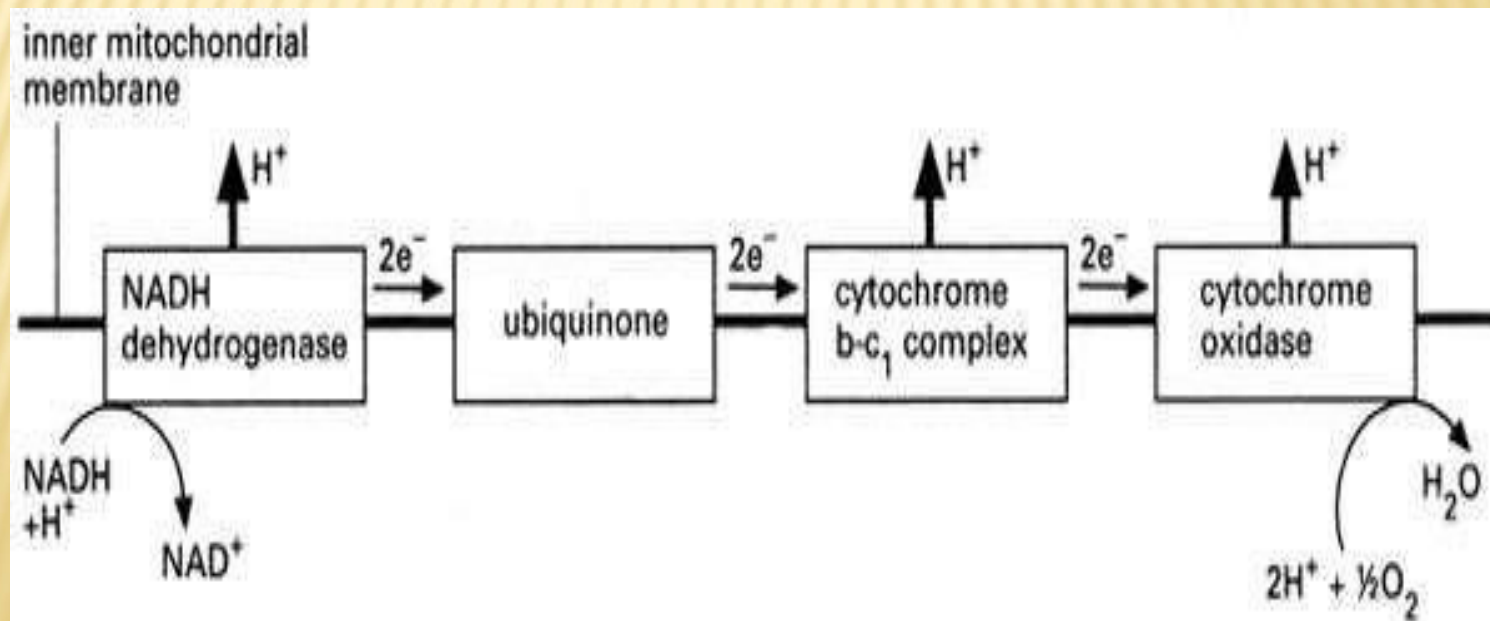 inner mitochondrial
membrane
H⁺
H⁺
H⁺
2e⁻
2e⁻
2e⁻
NADH
dehydrogenase
ubiquinone
cytochrome
b-c₁ complex
cytochrome
oxidase
NADH
+H⁺
NAD⁺
H₂O
2H⁺ + ½O₂